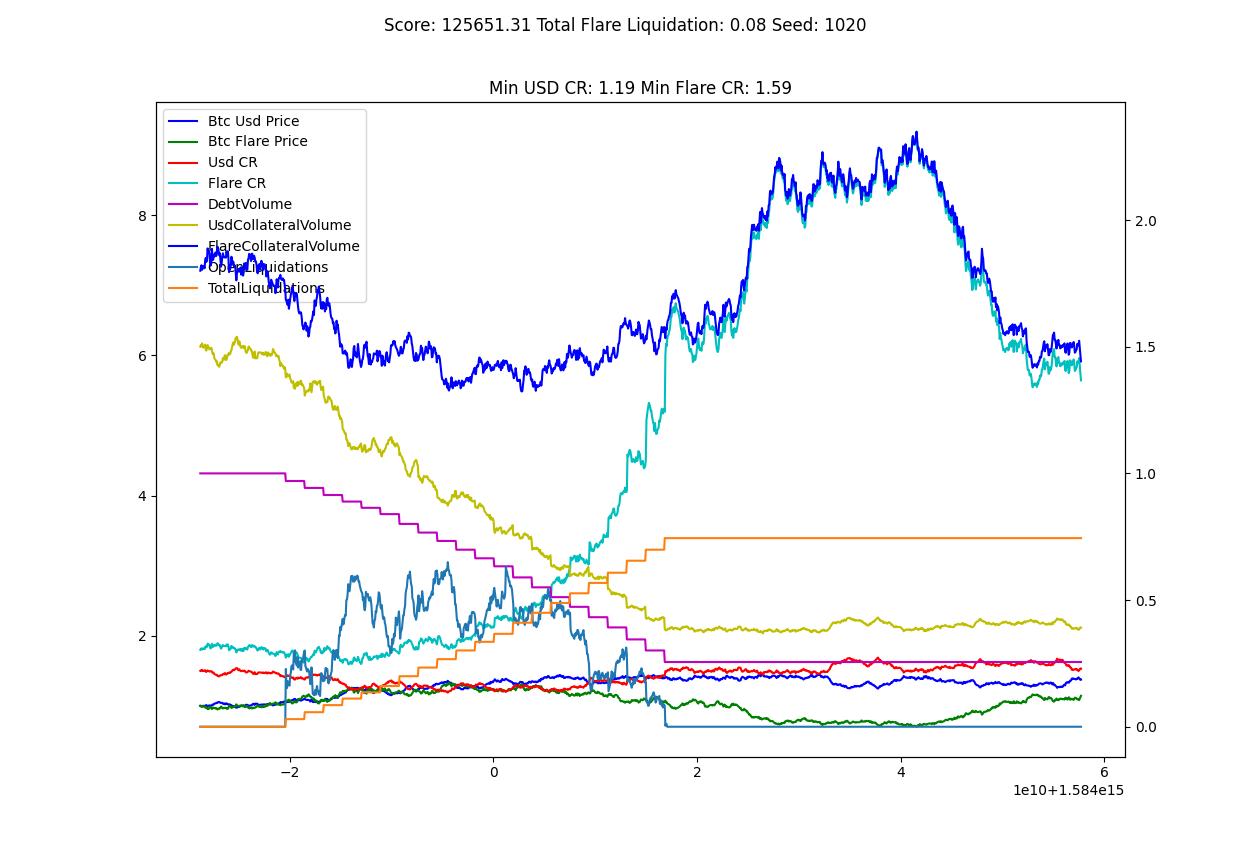 Score: 125651.31 Total Flare Liquidation: 0.08 Seed: 1020
Min USD CR: 1.19 Min Flare CR: 1.59
Btc Usd Price
Btc Flare Price
Usd CR
Flare CR
DebtVolume
UsdCollateralVolume
FlareCollateralVolume
OpenLiquidations
TotalLiquidations
8
6
4
2
2.0
1.5
1.0
0.5
0.0
−2
0
2
4
6
1e10+1.584e15